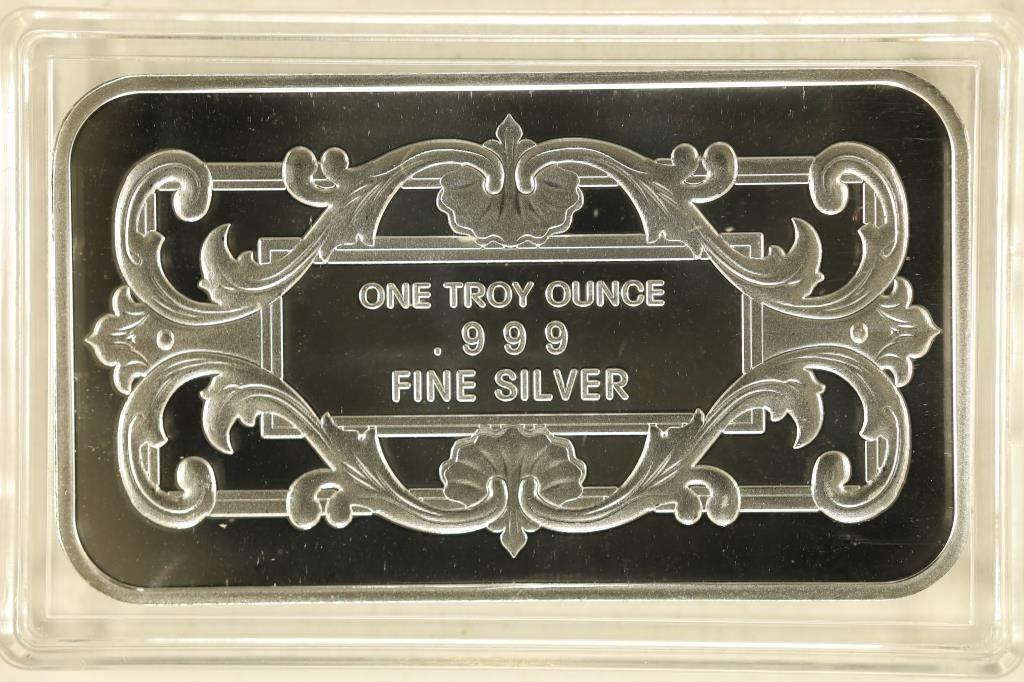 ONE TROY OUNCE
.999
FINE SILVER